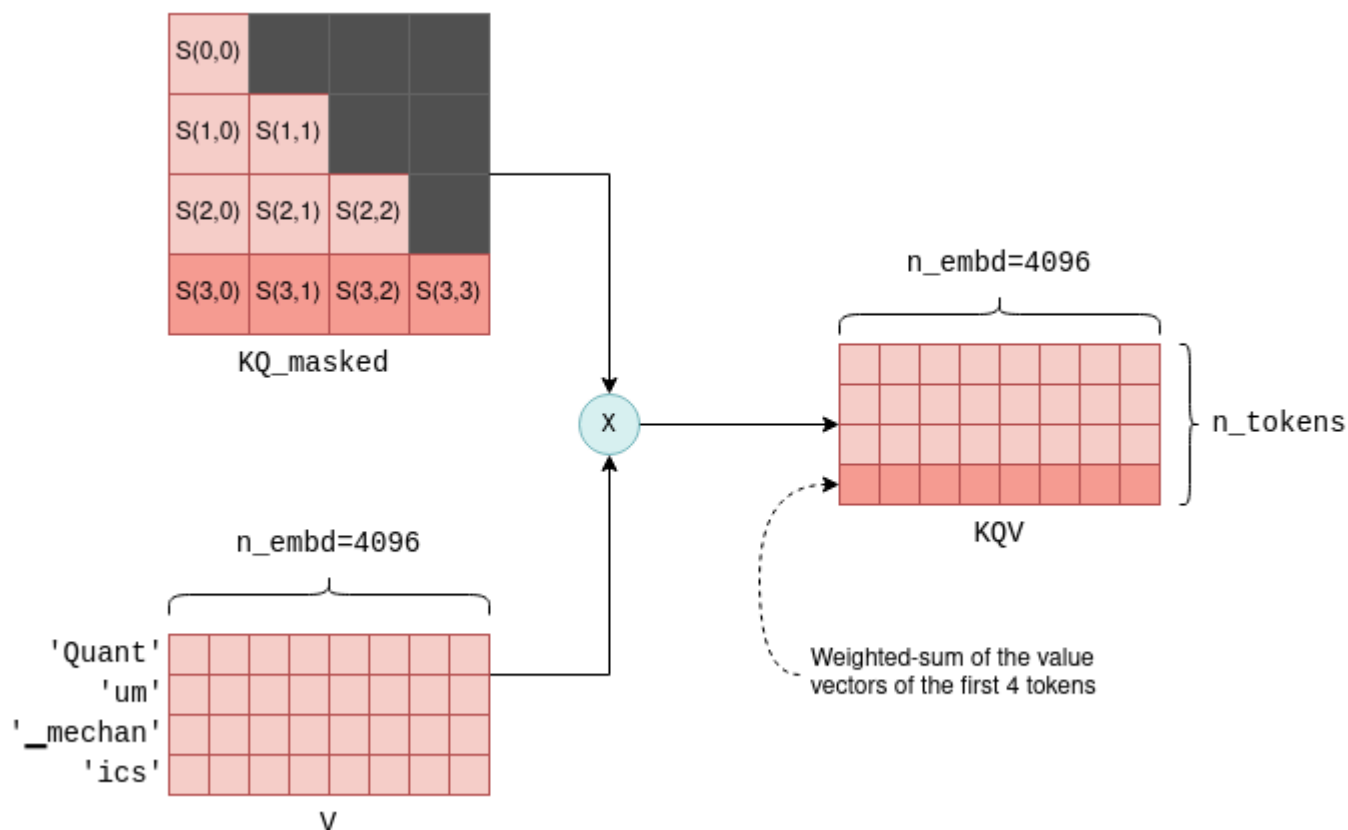 S(0,0)
S(1,0) S(1,1)
S(2,0) S(2,1) S(2,2)
S(3,0) S(3,1) S(3,2) S(3,3)
KQ_masked
n_embd=4096
X
n_tokens
KQV
n_embd=4096
'Quant'
'um'
'_mechan'
'ics'
V
Weighted-sum of the value
vectors of the first 4 tokens